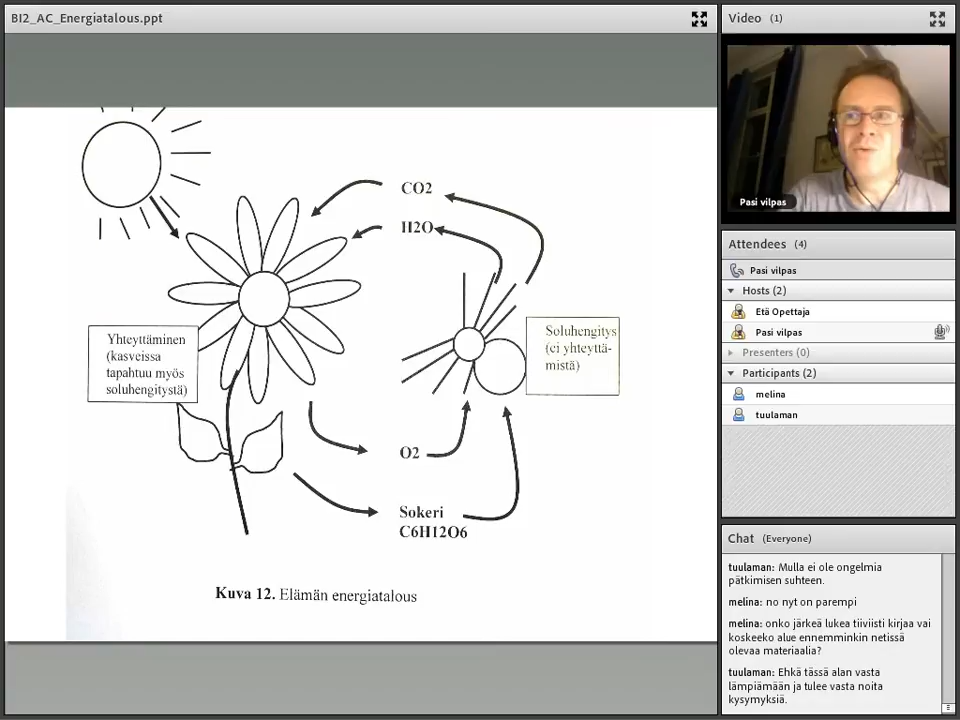 BI2_AC_Energiatalous.ppt
CO2
H2O
Yhteyttäminen
(kasveissa
tapahtuu myös
soluhengitystä)
Soluhengitys
(ei yhteyttä-
mistä)
O2
Sokeri
C6H12O6
Kuva 12. Elämän energiatalous
Video (1)
Pasi vilpas
Attendees (4)
Pasi vilpas
Hosts (2)
Etä Opettaja
Pasi vilpas
Presenters (0)
Participants (2)
melina
tuulaman
Chat (Everyone)
tuulaman: Mulla ei ole ongelmia
pätkimisen suhteen.
melina: no nyt on parempi
melina: onko järkeä lukea tiiviisti kirjaa vai
koskeeko alue ennemminkin netissä
olevaa materiaalia?
tuulaman: Ehkä tässä alan vasta
lämpiämään ja tulee vasta noita
kysymyksiä.